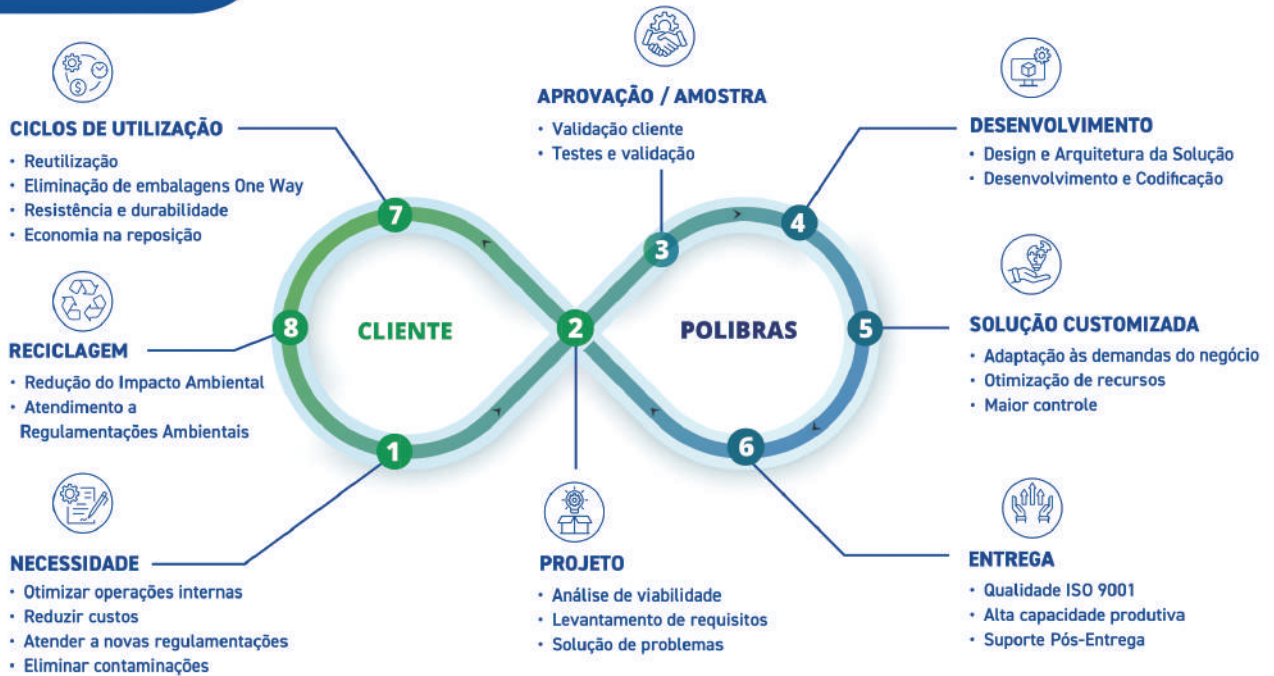 CICLOS DE UTILIZAÇÃO
• Reutilização
• Eliminação de embalagens One Way
• Resistência e durabilidade
• Economia na reposição
APROVAÇÃO / AMOSTRA
• Validação cliente
• Testes e validação
DESENVOLVIMENTO
• Design e Arquitetura da Solução
• Desenvolvimento e Codificação
7
3
4
RECICLAGEM
• Redução do Impacto Ambiental
• Atendimento a
Regulamentações Ambientais
8
CLIENTE
2
POLIBRAS
5
SOLUÇÃO CUSTOMIZADA
• Adaptação às demandas do negócio
• Otimização de recursos
• Maior controle
1
6
NECESSIDADE
• Otimizar operações internas
• Reduzir custos
• Atender a novas regulamentações
• Eliminar contaminações
PROJETO
• Análise de viabilidade
• Levantamento de requisitos
• Solução de problemas
ENTREGA
• Qualidade ISO 9001
• Alta capacidade produtiva
• Suporte Pós-Entrega